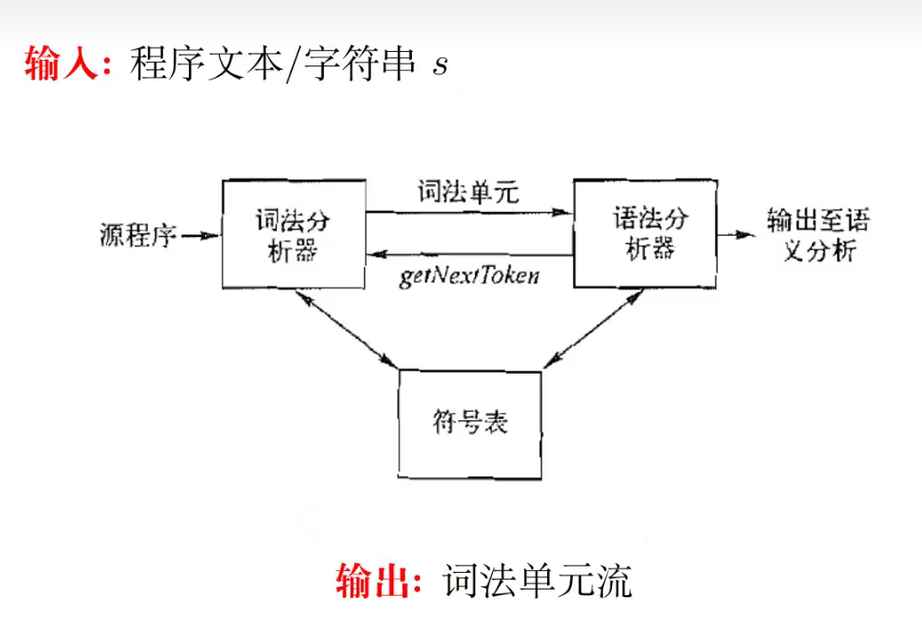 输入: 程序文本/字符串 s
词法单元
源程序
词法分
析器
语法分
析器
输出至语
义分析
getNextToken
符号表
输出: 词法单元流